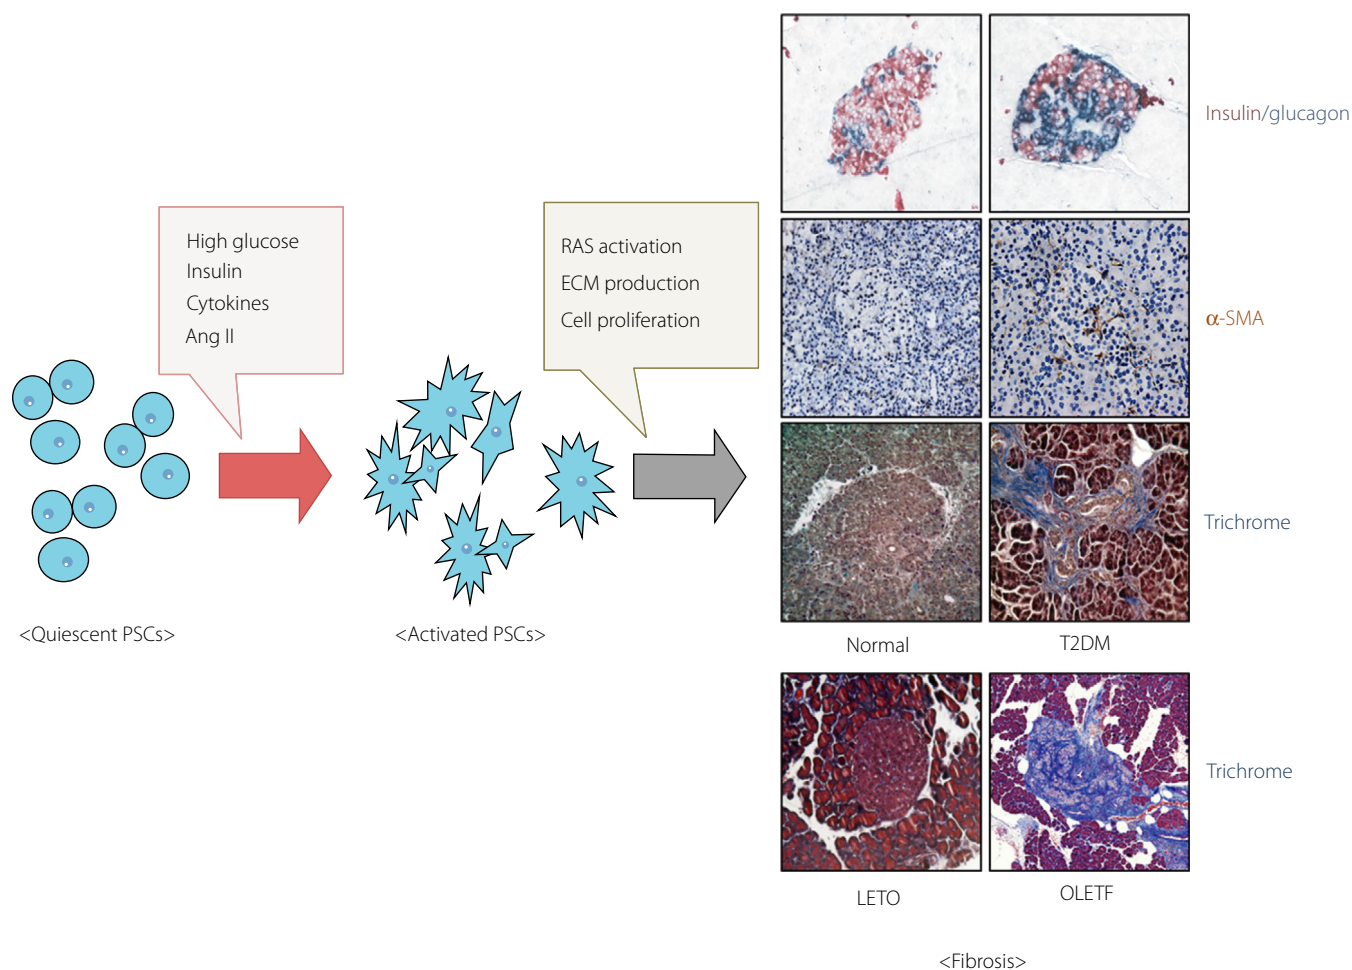 High glucose
Insulin
Cytokines
Ang II
RAS activation
ECM production
Cell proliferation
<Quiescent PSCs>
<Activated PSCs>
Insulin/glucagon
α-SMA
Trichrome
Normal
T2DM
Trichrome
LETO
OLETF
<Fibrosis>